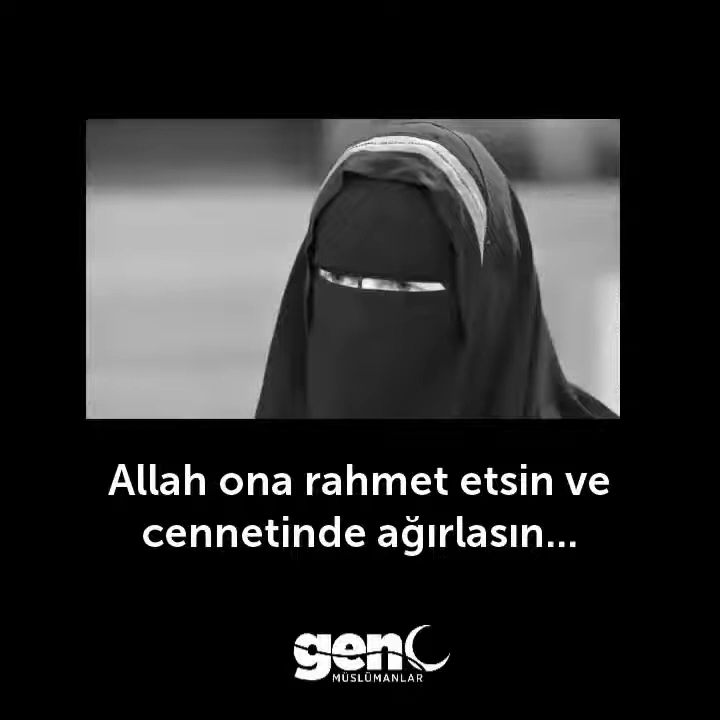 Allah ona rahmet etsin ve
cennetinde ağırlasın...
genç
MÜSLÜMANLAR